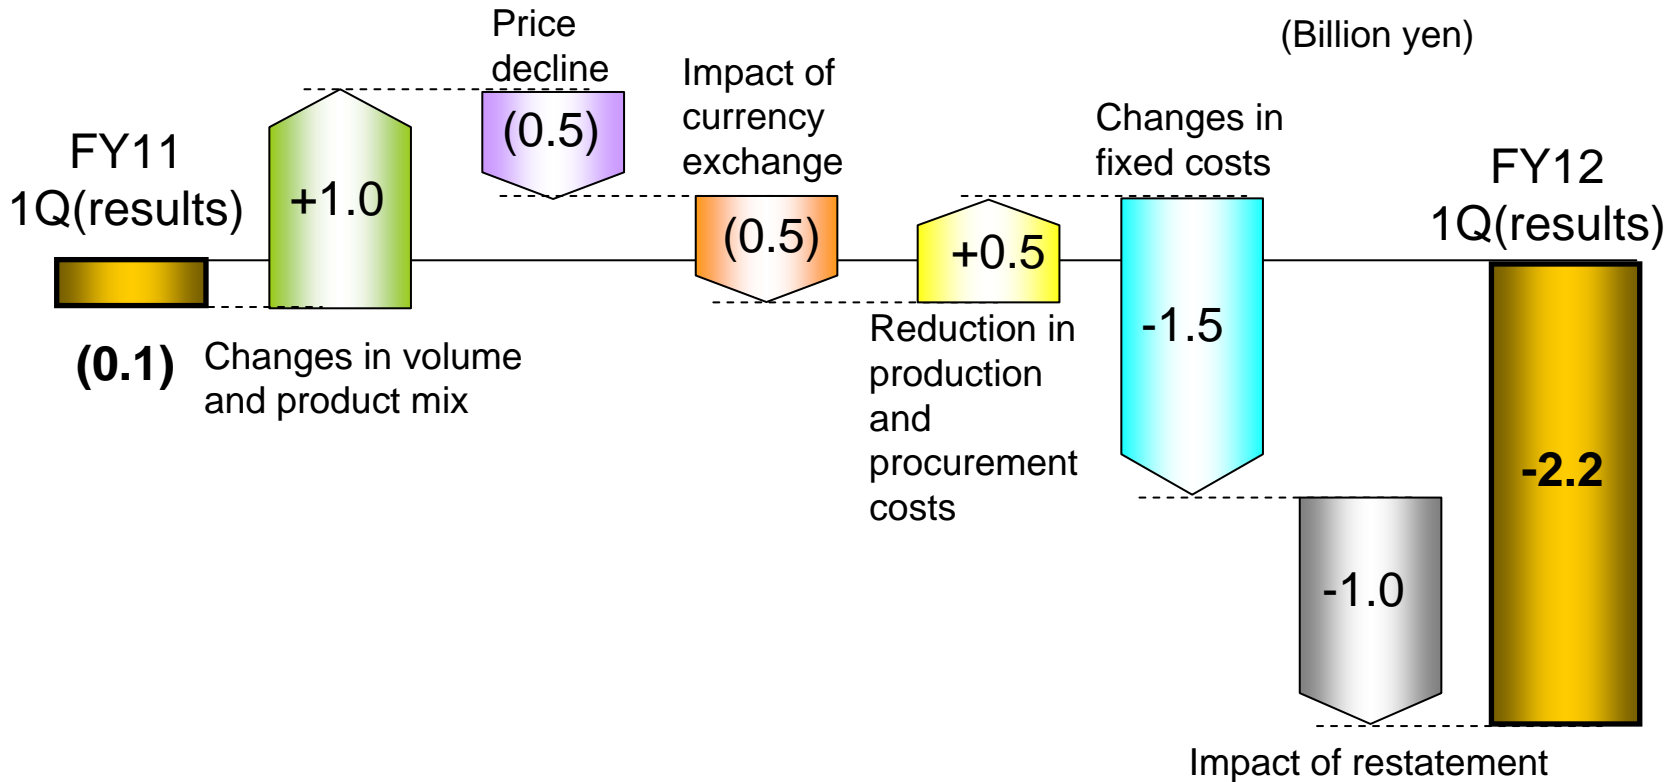 (Billion yen)
FY11
1Q(results)
(0.1)
+1.0
Changes in volume
and product mix
Price
decline
(0.5)
Impact of
currency
exchange
(0.5)
+0.5
Reduction in
production
and
procurement
costs
Changes in
fixed costs
-1.5
-1.0
Impact of restatement
FY12
1Q(results)
-2.2